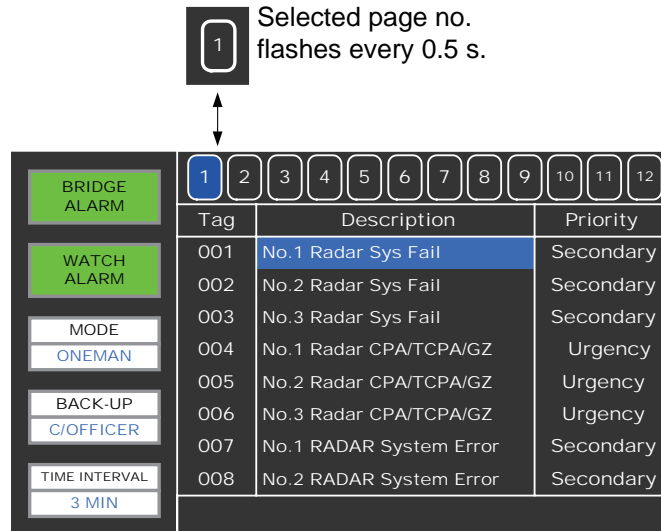 Selected page no.
flashes every 0.5 s.
1
1 2 3 4 5 6 7 8 9 10 11 12
BRIDGE
ALARM
WATCH
ALARM
MODE
ONEMAN
BACK-UP
C/OFFICER
TIME INTERVAL
3 MIN
Tag Description Priority
001 No.1 Radar Sys Fail Secondary
002 No.2 Radar Sys Fail Secondary
003 No.3 Radar Sys Fail Secondary
004 No.1 Radar CPA/TCPA/GZ Urgency
005 No.2 Radar CPA/TCPA/GZ Urgency
006 No.3 Radar CPA/TCPA/GZ Urgency
007 No.1 RADAR System Error Secondary
008 No.2 RADAR System Error Secondary